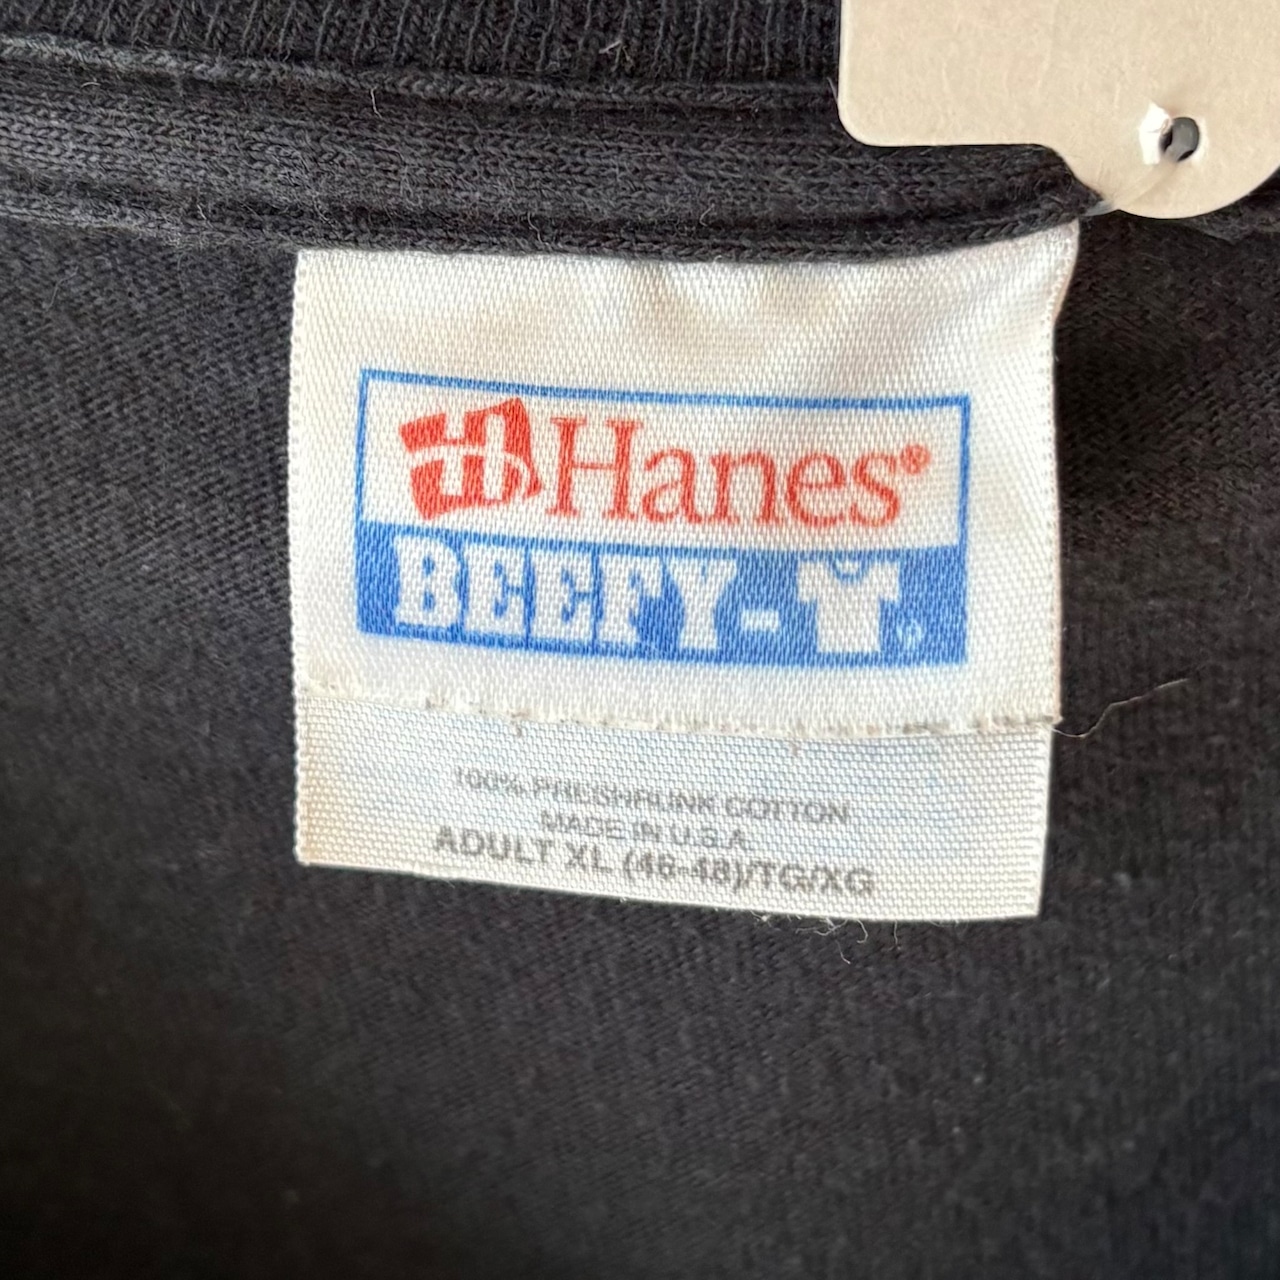 H Hanes®
BEEFY-T®
100% PRESHRUNK COTTON
MADE IN U.S.A.
ADULT XL (46-48)/TG/XG